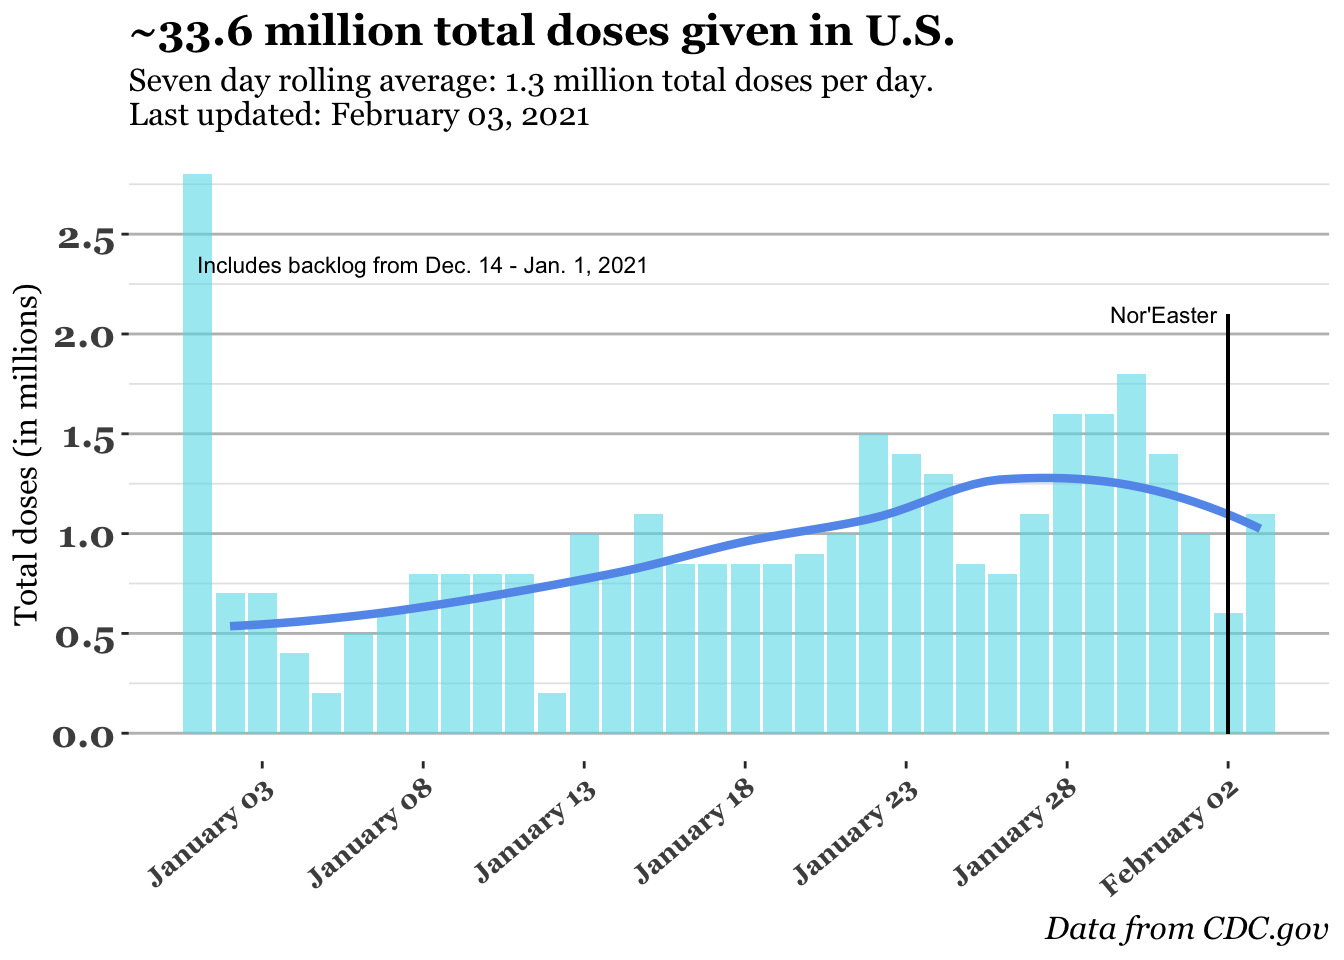 ~33.6 million total doses given in U.S.
Seven day rolling average: 1.3 million total doses per day.
Last updated: February 03, 2021
2.5
Includes backlog from Dec. 14 - Jan. 1, 2021
Nor'Easter
2.0
1.5
1.0
0.5
0.0
Total doses (in millions)
January 03
January 08
January 13
January 18
January 23
January 28
February 02
Data from CDC.gov